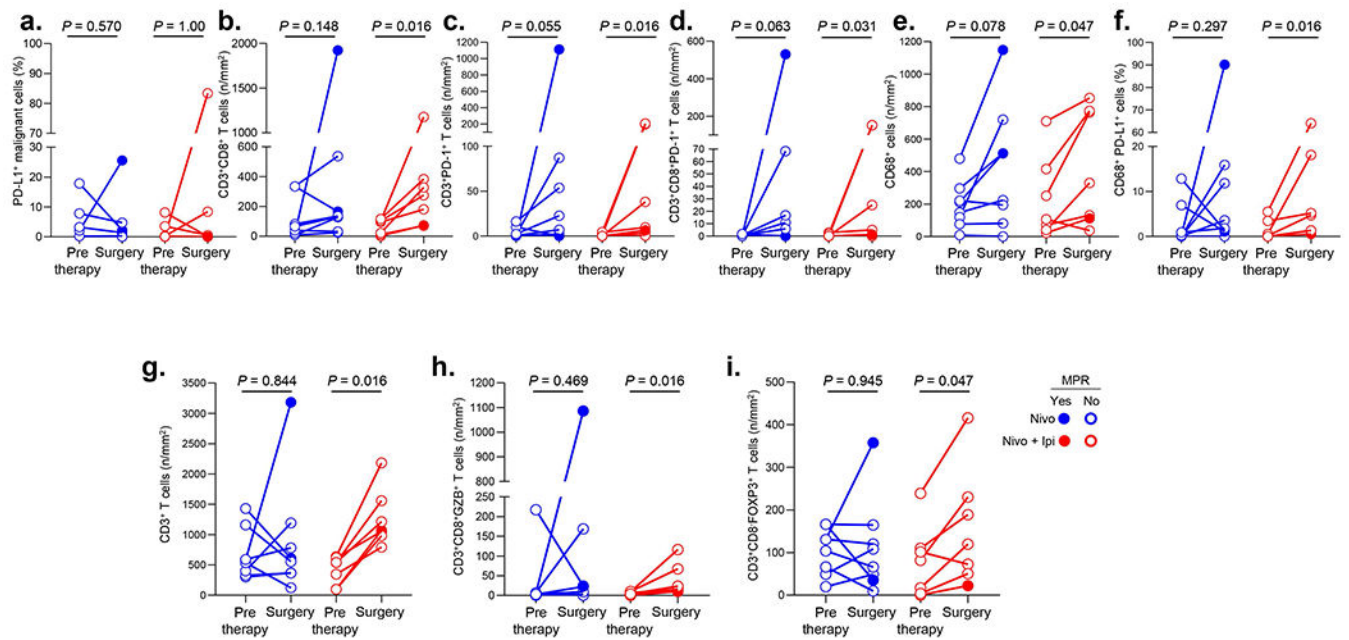 a.
P = 0.570
P = 1.00
PD-L1⁺ malignant cells (%)
100
90
80
70
30
20
10
0
Pre Surgery Pre Surgery
therapy therapy
b.
P = 0.148
P = 0.016
CD3⁺CD8⁺ T cells (n/mm²)
2000
1500
1000
600
400
200
0
Pre Surgery Pre Surgery
therapy therapy
c.
P = 0.055
P = 0.016
CD3⁺PD-1⁺ T cells (n/mm²)
1200
1100
1000
900
800
700
600
500
400
300
200
100
50
0
Pre Surgery Pre Surgery
therapy therapy
d.
P = 0.063
P = 0.031
CD3⁺CD8⁺PD-1⁺ T cells (n/mm²)
600
400
200
70
60
50
40
30
20
10
0
Pre Surgery Pre Surgery
therapy therapy
e.
P = 0.078
P = 0.047
CD68⁺ cells (n/mm²)
1200
1000
800
600
400
200
0
Pre Surgery Pre Surgery
therapy therapy
f.
P = 0.297
P = 0.016
CD68⁺ PD-L1⁺ cells (%)
100
80
60
40
20
10
0
Pre Surgery Pre Surgery
therapy therapy
g.
P = 0.844
P = 0.016
CD3⁺ T cells (n/mm²)
3500
3000
2500
2000
1500
1000
500
0
Pre Surgery Pre Surgery
therapy therapy
h.
P = 0.469
P = 0.016
CD3⁺CD8⁺GZB⁺ T cells (n/mm²)
1200
1100
1000
900
800
250
200
150
100
50
0
Pre Surgery Pre Surgery
therapy therapy
i.
P = 0.945
P = 0.047
CD3⁺CD8⁻FOXP3⁺ T cells (n/mm²)
500
400
300
200
100
0
Pre Surgery Pre Surgery
therapy therapy
MPR
Yes No
Nivo
Nivo + Ipi